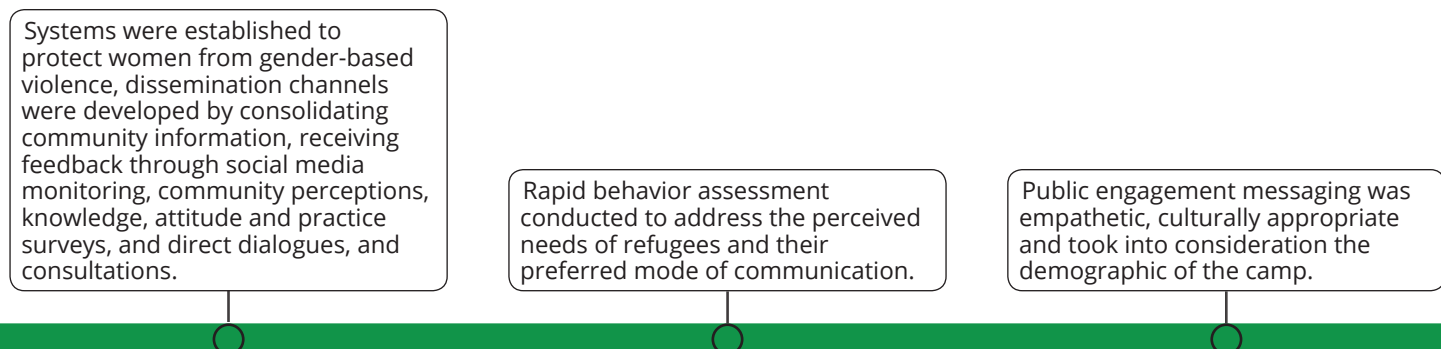 Systems were established to
protect women from gender-based
violence, dissemination channels
were developed by consolidating
community information, receiving
feedback through social media
monitoring, community perceptions,
knowledge, attitude and practice
surveys, and direct dialogues, and
consultations.
Rapid behavior assessment
conducted to address the perceived
needs of refugees and their
preferred mode of communication.
Public engagement messaging was
empathetic, culturally appropriate
and took into consideration the
demographic of the camp.